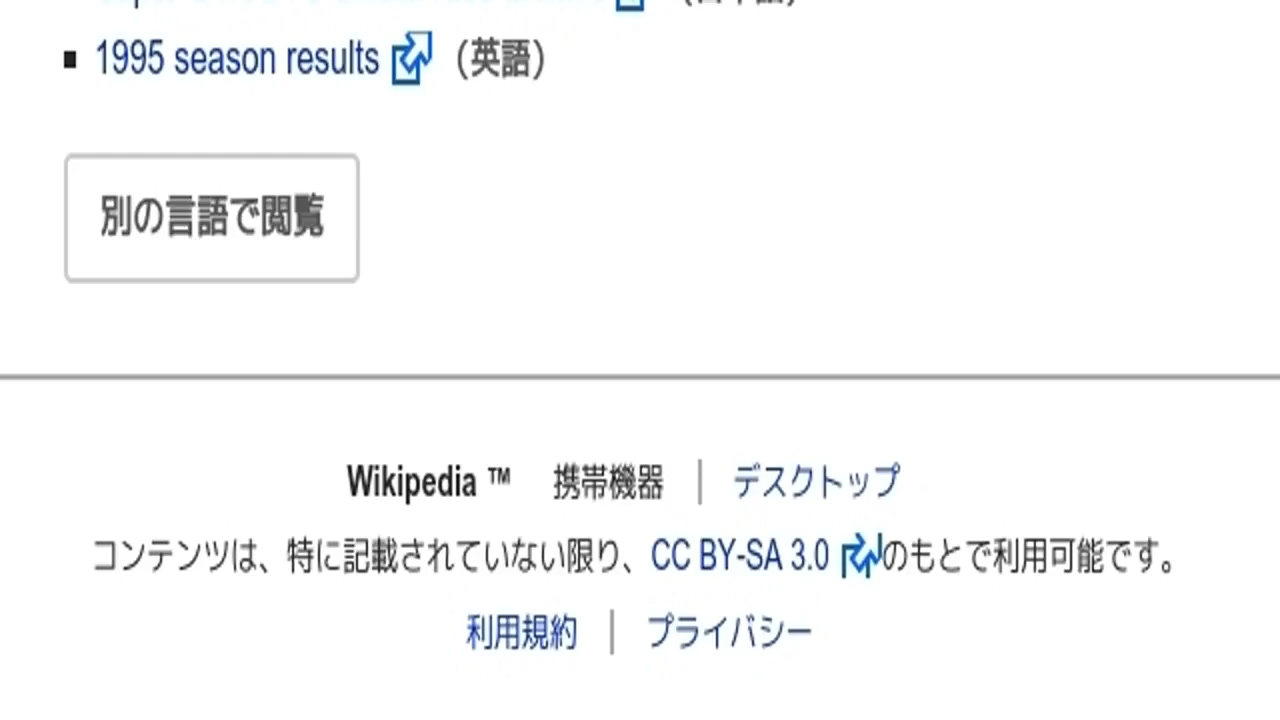 1995 season results (英語)
別の言語で閲覧
Wikipedia ™ 携帯機器 | デスクトップ
コンテンツは、特に記載されていない限り、CC BY-SA 3.0 のもとで利用可能です。
利用規約 | プライバシー